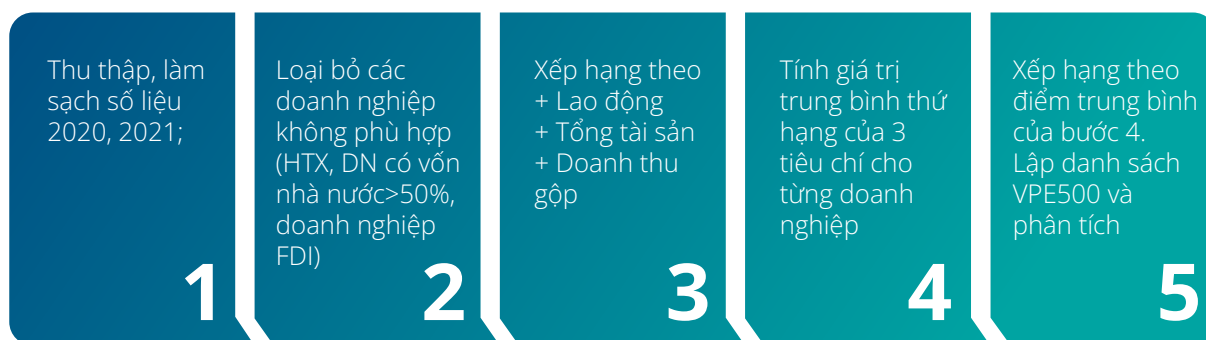 Thu thập, làm
sạch số liệu
2020, 2021;
1
Loại bỏ các
doanh nghiệp
không phù hợp
(HTX, DN có vốn
nhà nước>50%,
doanh nghiệp
FDI)
2
Xếp hạng theo
+ Lao động
+ Tổng tài sản
+ Doanh thu
gộp
3
Tính giá trị
trung bình thứ
hạng của 3
tiêu chí cho
từng doanh
nghiệp
4
Xếp hạng theo
điểm trung bình
của bước 4.
Lập danh sách
VPE500 và
phân tích
5